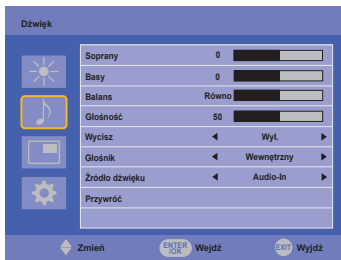 Dźwięk
Soprany 0
Basy 0
Balans Równo
Głośność 50
Wycisz Wył.
Głośnik Wewnętrzny
Źródło dźwięku Audio-In
Przywróć
Zmień ENTER /OK Wejdź EXIT Wyjdź